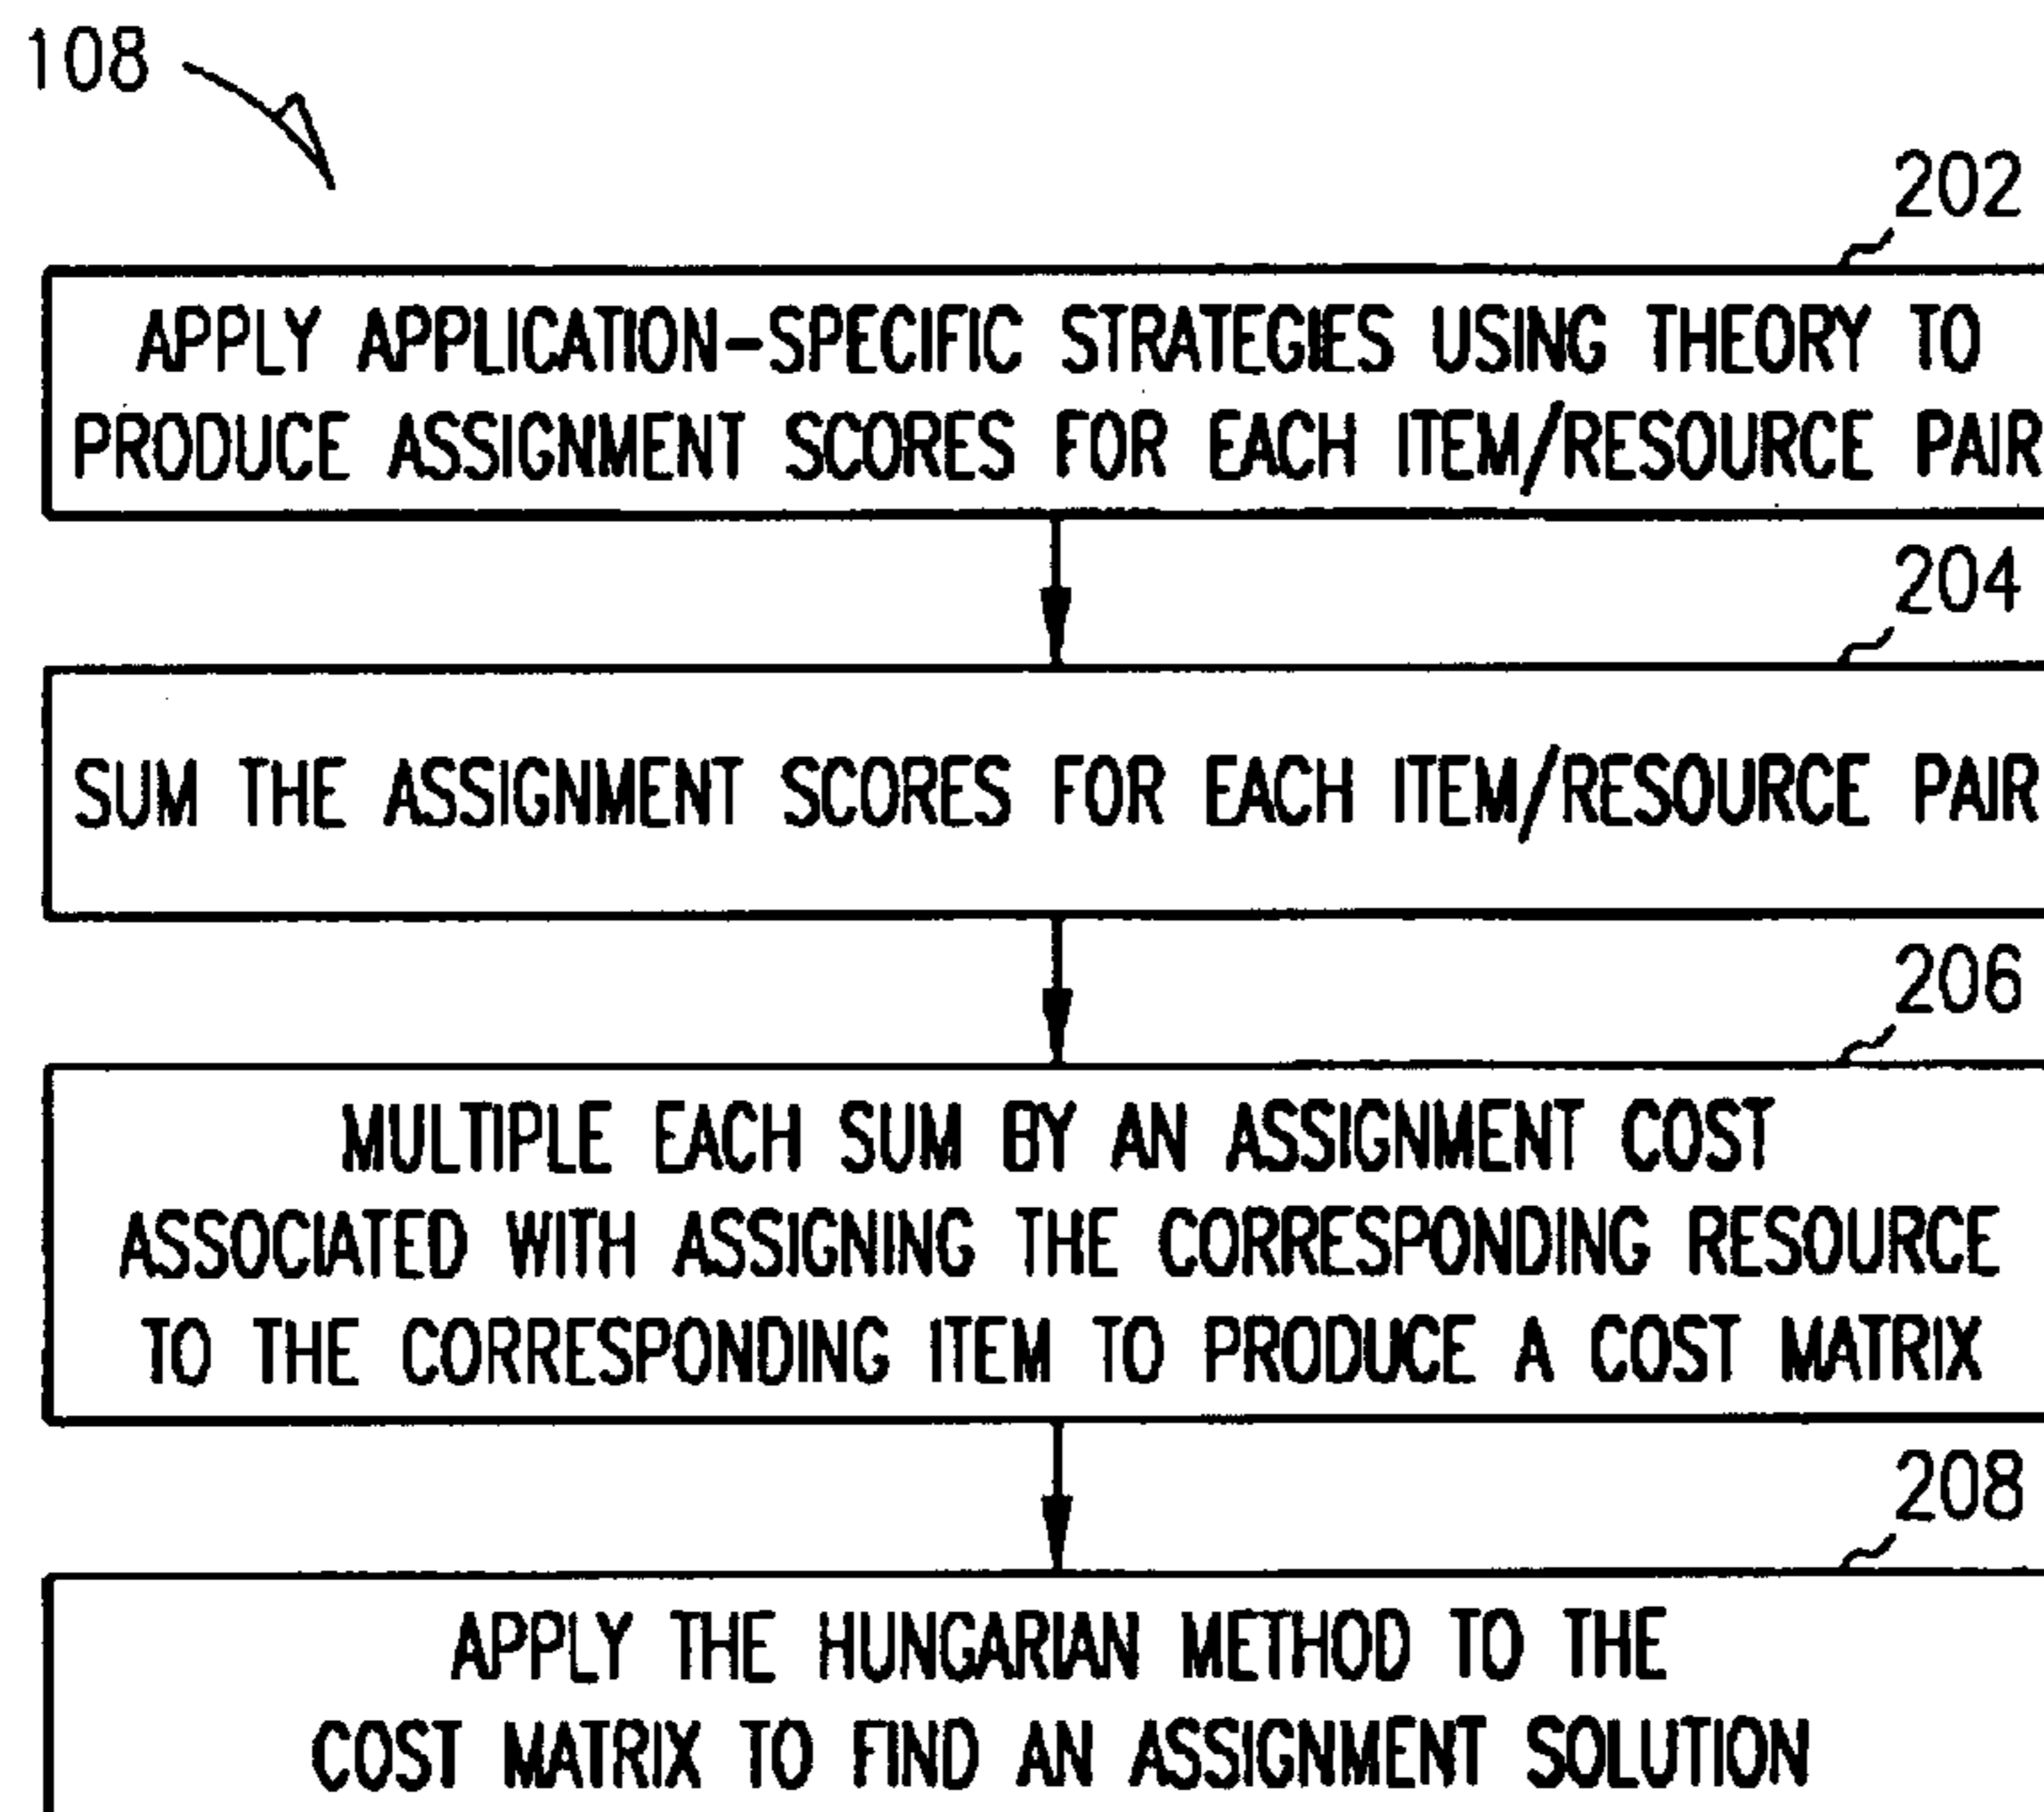 108
202
APPLY APPLICATION-SPECIFIC STRATEGIES USING THEORY TO
PRODUCE ASSIGNMENT SCORES FOR EACH ITEM/RESOURCE PAIR
204
SUM THE ASSIGNMENT SCORES FOR EACH ITEM/RESOURCE PAIR
206
MULTIPLE EACH SUM BY AN ASSIGNMENT COST
ASSOCIATED WITH ASSIGNING THE CORRESPONDING RESOURCE
TO THE CORRESPONDING ITEM TO PRODUCE A COST MATRIX
208
APPLY THE HUNGARIAN METHOD TO THE
COST MATRIX TO FIND AN ASSIGNMENT SOLUTION